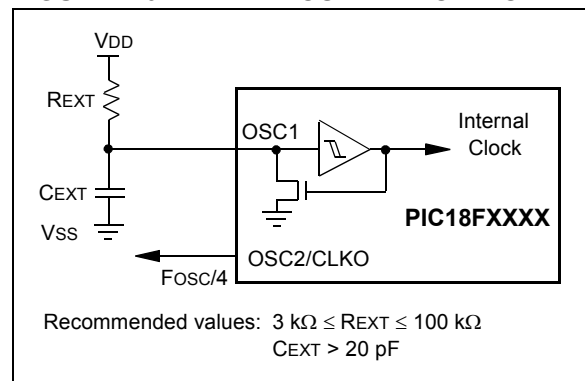 VDD
REXT
OSC1
Internal
Clock
CEXT
PIC18FXXXX
VSS
OSC2/CLKO
FOSC/4
Recommended values: 3 kΩ ≤ REXT ≤ 100 kΩ
CEXT > 20 pF